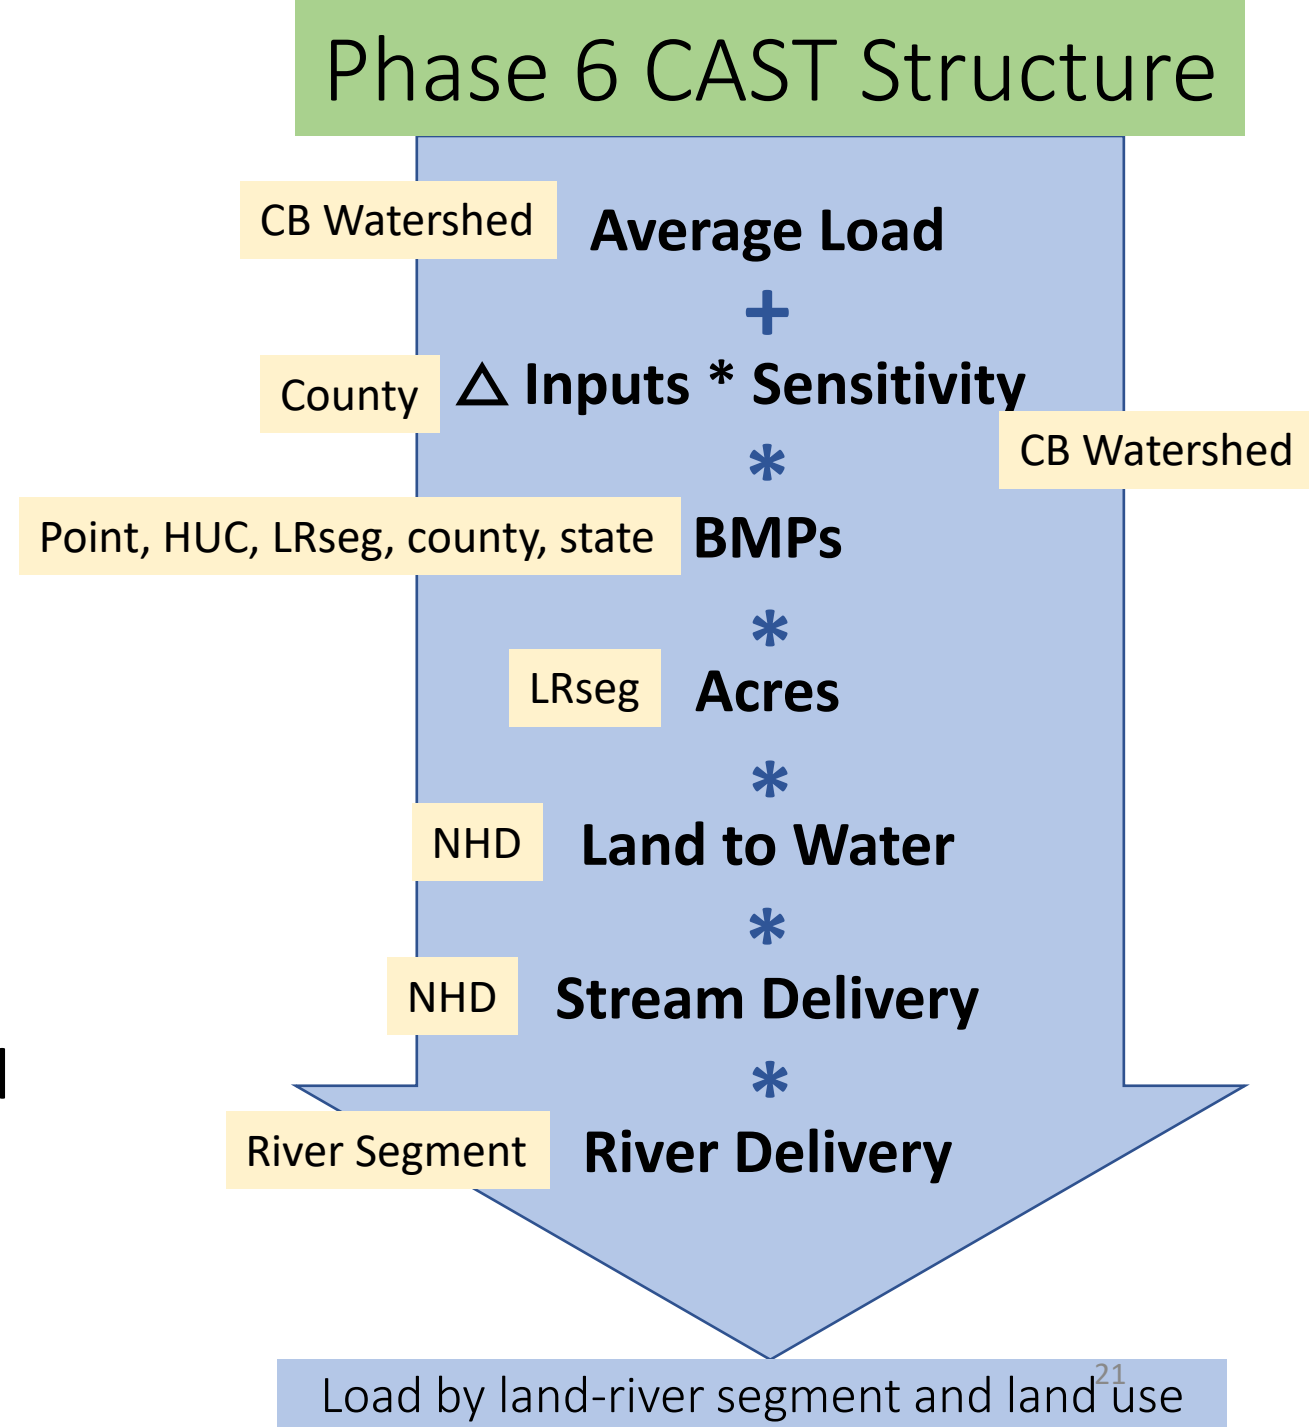 Phase 6 CAST Structure
CB Watershed
Average Load
+
County
△ Inputs * Sensitivity
CB Watershed
*
Point, HUC, LRseg, county, state
BMPs
*
LRseg
Acres
*
NHD
Land to Water
*
NHD
Stream Delivery
*
River Segment
River Delivery
21
Load by land-river segment and land use